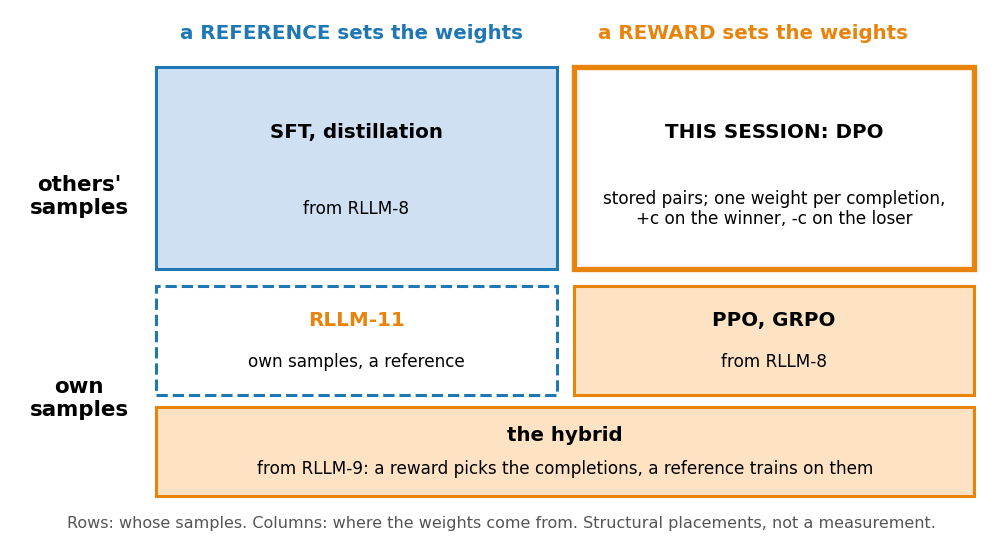 a REFERENCE sets the weights
a REWARD sets the weights
others'
samples
SFT, distillation
from RLLM-8
THIS SESSION: DPO
stored pairs; one weight per completion,
+c on the winner, -c on the loser
own
samples
RLLM-11
own samples, a reference
PPO, GRPO
from RLLM-8
the hybrid
from RLLM-9: a reward picks the completions, a reference trains on them
Rows: whose samples. Columns: where the weights come from. Structural placements, not a measurement.